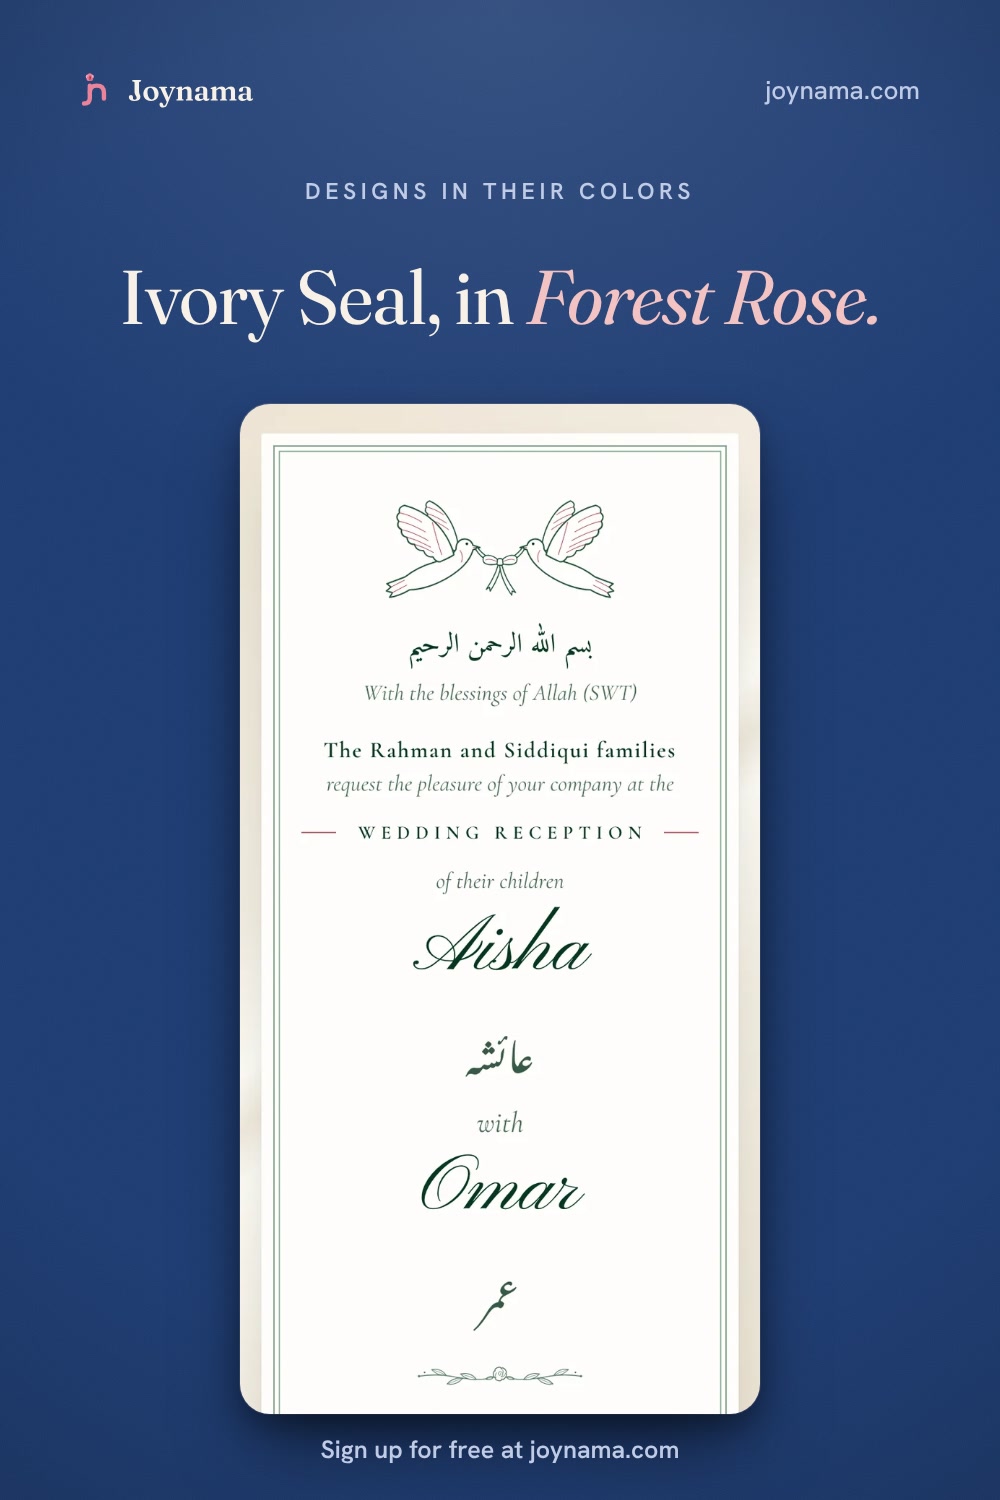 Joynama
joynama.com
DESIGNS IN THEIR COLORS
Ivory Seal, in Forest Rose.
بسم الله الرحمن الرحيم
With the blessings of Allah (SWT)
The Rahman and Siddiqui families
request the pleasure of your company at the
WEDDING RECEPTION
of their children
Aisha
عائشہ
with
Omar
عمر
Sign up for free at joynama.com